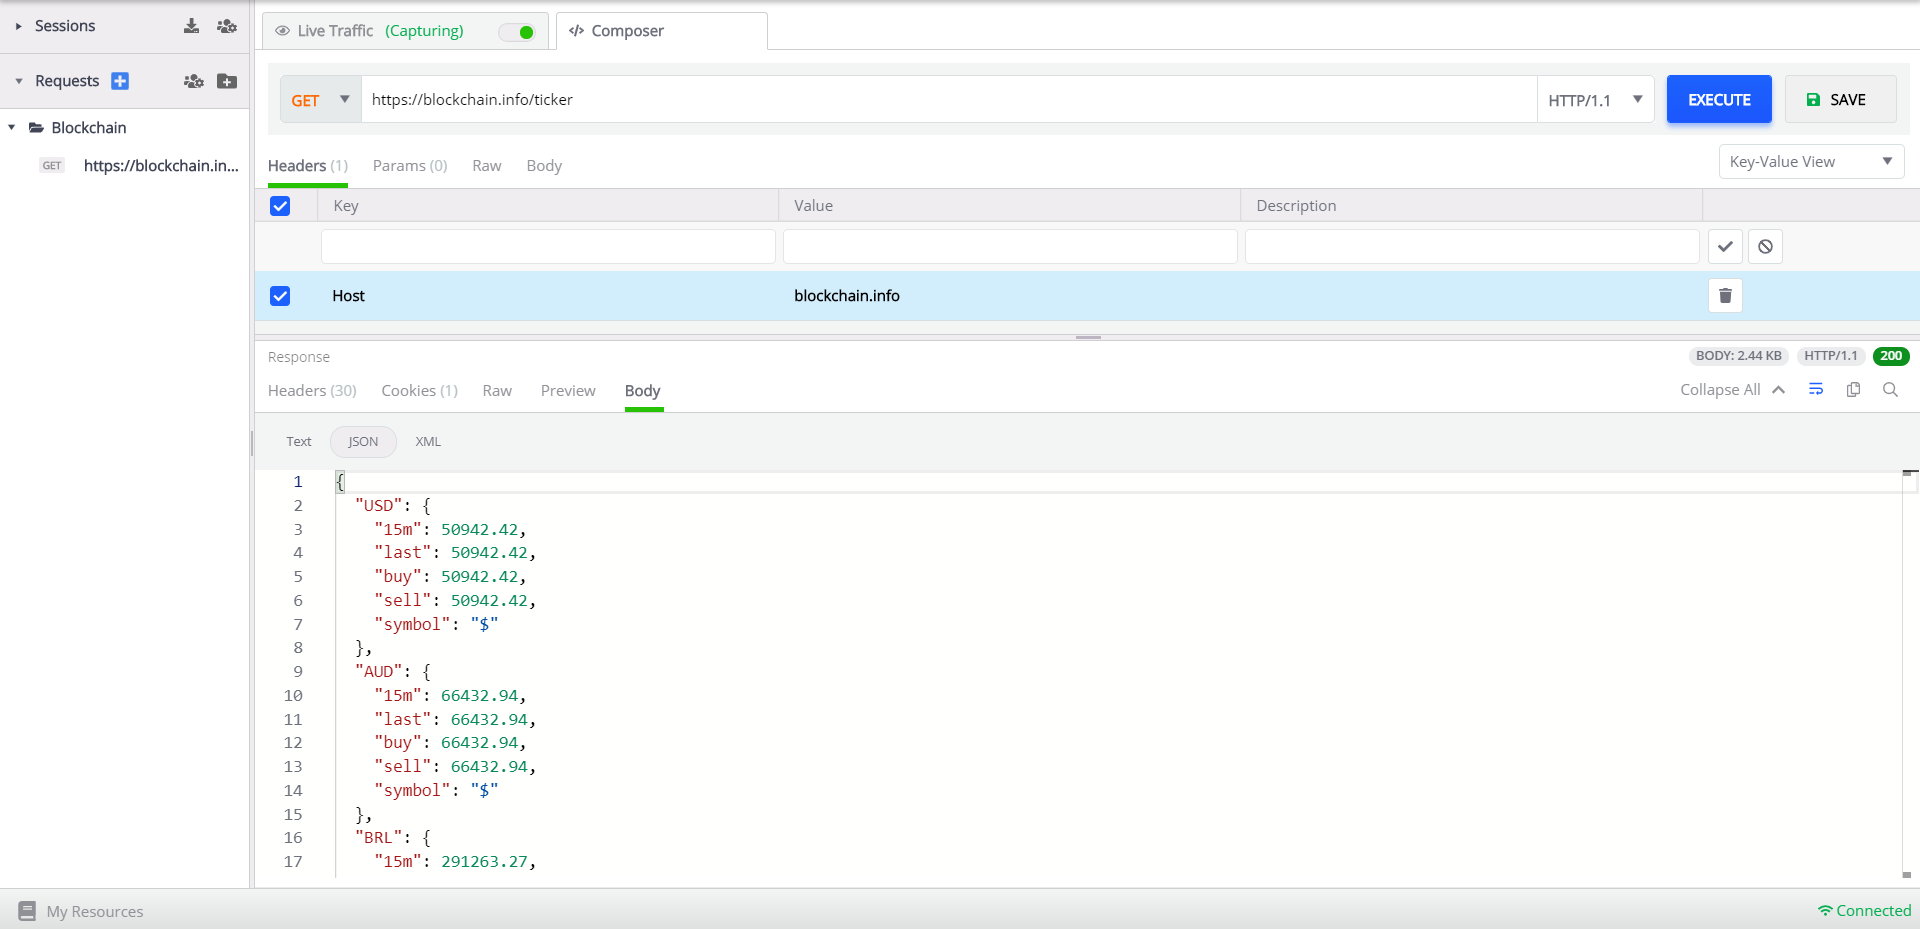 Sessions
Live Traffic (Capturing)
Composer
Requests
GET
https://blockchain.info/ticker
HTTP/1.1
EXECUTE
SAVE
Blockchain
GET https://blockchain.in...
Headers (1) Params (0) Raw Body
Key-Value View
Key Value Description
Host blockchain.info
Response
BODY: 2.44 KB HTTP/1.1 200
Headers (30) Cookies (1) Raw Preview Body
Collapse All
Text JSON XML
1 {
2 "USD": {
3 "15m": 50942.42,
4 "last": 50942.42,
5 "buy": 50942.42,
6 "sell": 50942.42,
7 "symbol": "$"
8 },
9 "AUD": {
10 "15m": 66432.94,
11 "last": 66432.94,
12 "buy": 66432.94,
13 "sell": 66432.94,
14 "symbol": "$"
15 },
16 "BRL": {
17 "15m": 291263.27,
My Resources
Connected